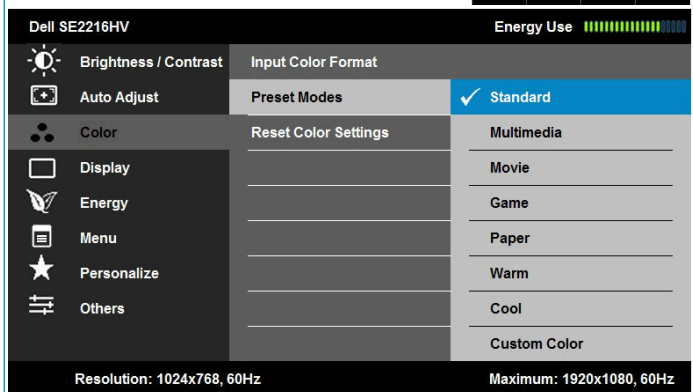 Dell SE2216HV Energy Use
Brightness / Contrast Input Color Format
Auto Adjust Preset Modes Standard
Color Reset Color Settings Multimedia
Display Movie
Energy Game
Menu Paper
Personalize Warm
Others Cool
Custom Color
Resolution: 1024x768, 60Hz Maximum: 1920x1080, 60Hz